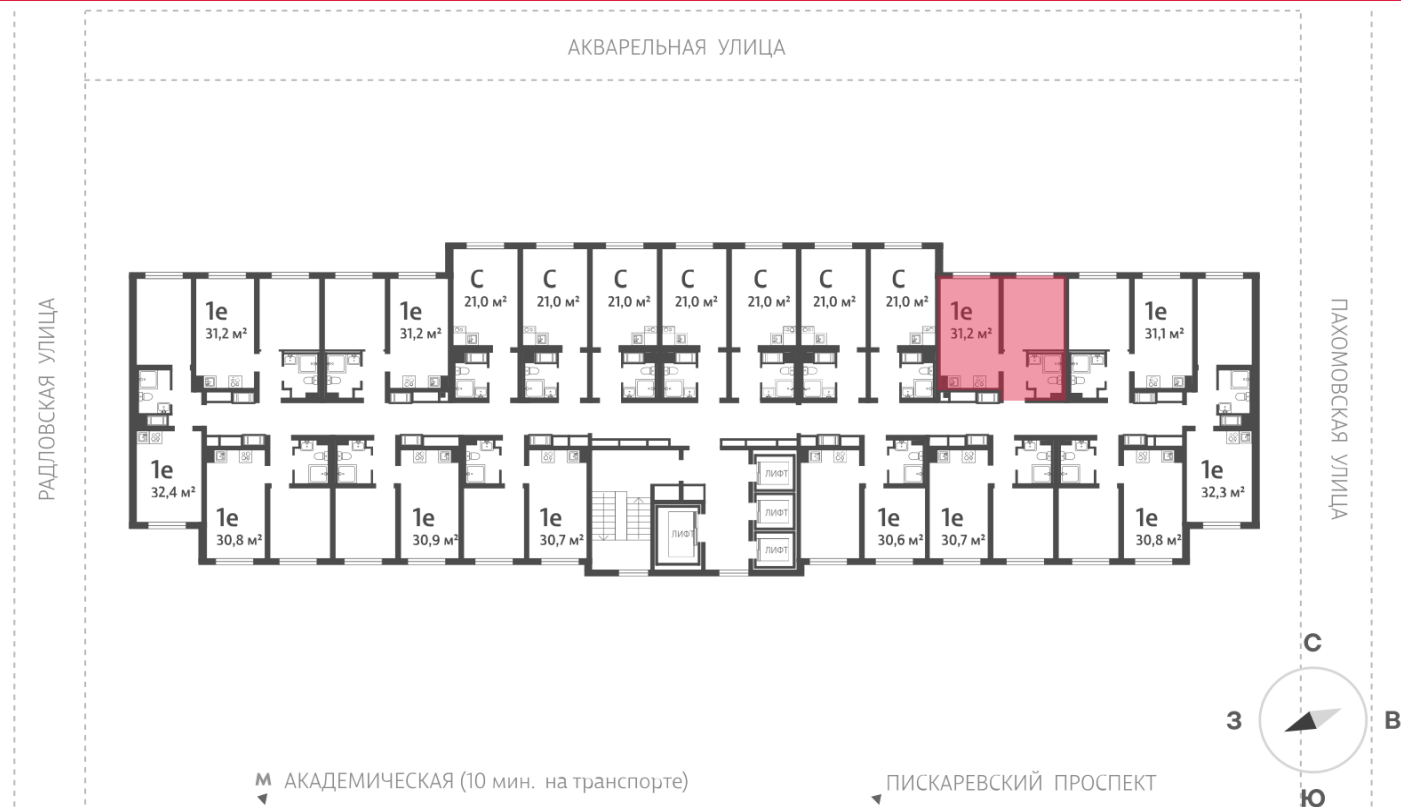 АКВАРЕЛЬНАЯ УЛИЦА
РАДЛОВСКАЯ УЛИЦА
ПАХОМОВСКАЯ УЛИЦА
С
21,0 м²
С
21,0 м²
С
21,0 м²
С
21,0 м²
С
21,0 м²
С
21,0 м²
С
21,0 м²
1е
31,2 м²
1е
31,2 м²
1е
31,2 м²
1е
31,1 м²
1е
32,4 м²
1е
30,8 м²
1е
30,9 м²
1е
30,7 м²
ЛИФТ
ЛИФТ
ЛИФТ
ЛИФТ
1е
30,6 м²
1е
30,7 м²
1е
30,8 м²
1е
32,3 м²
С
З
В
Ю
М АКАДЕМИЧЕСКАЯ (10 мин. на транспорте)
ПИСКАРЕВСКИЙ ПРОСПЕКТ